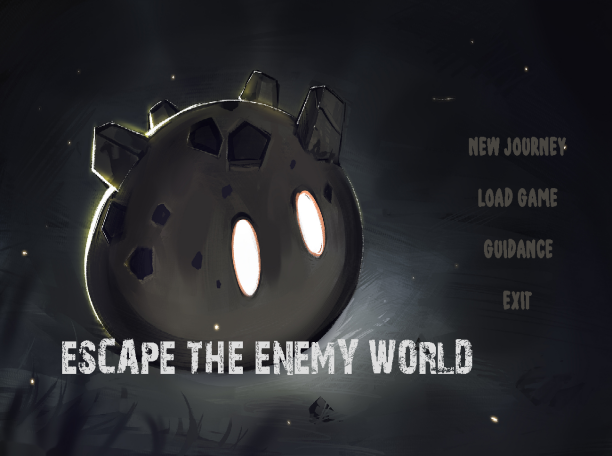 NEW JOURNEY
LOAD GAME
GUIDANCE
EXIT
ESCAPE THE ENEMY WORLD